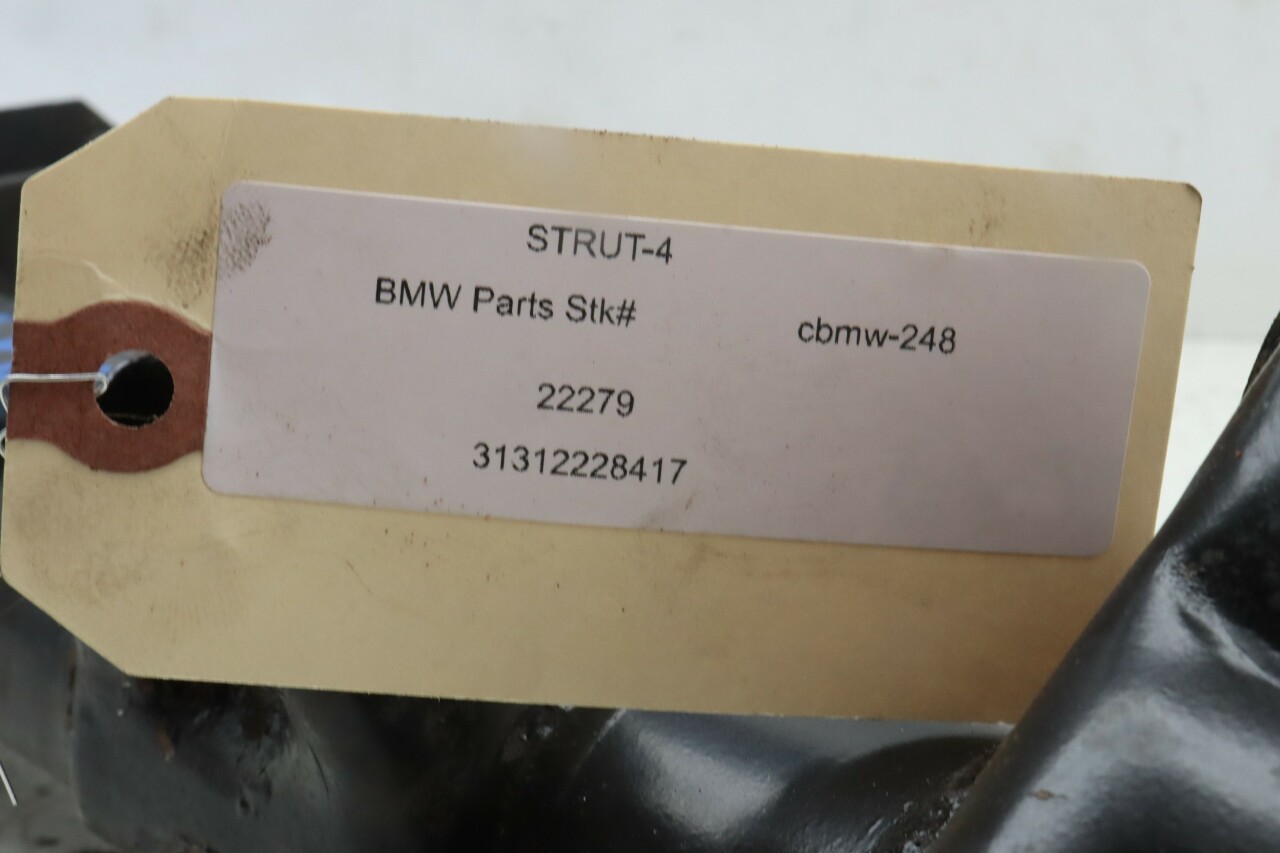 STRUT-4
BMW Parts Stk# cbmw-248
22279
31312228417